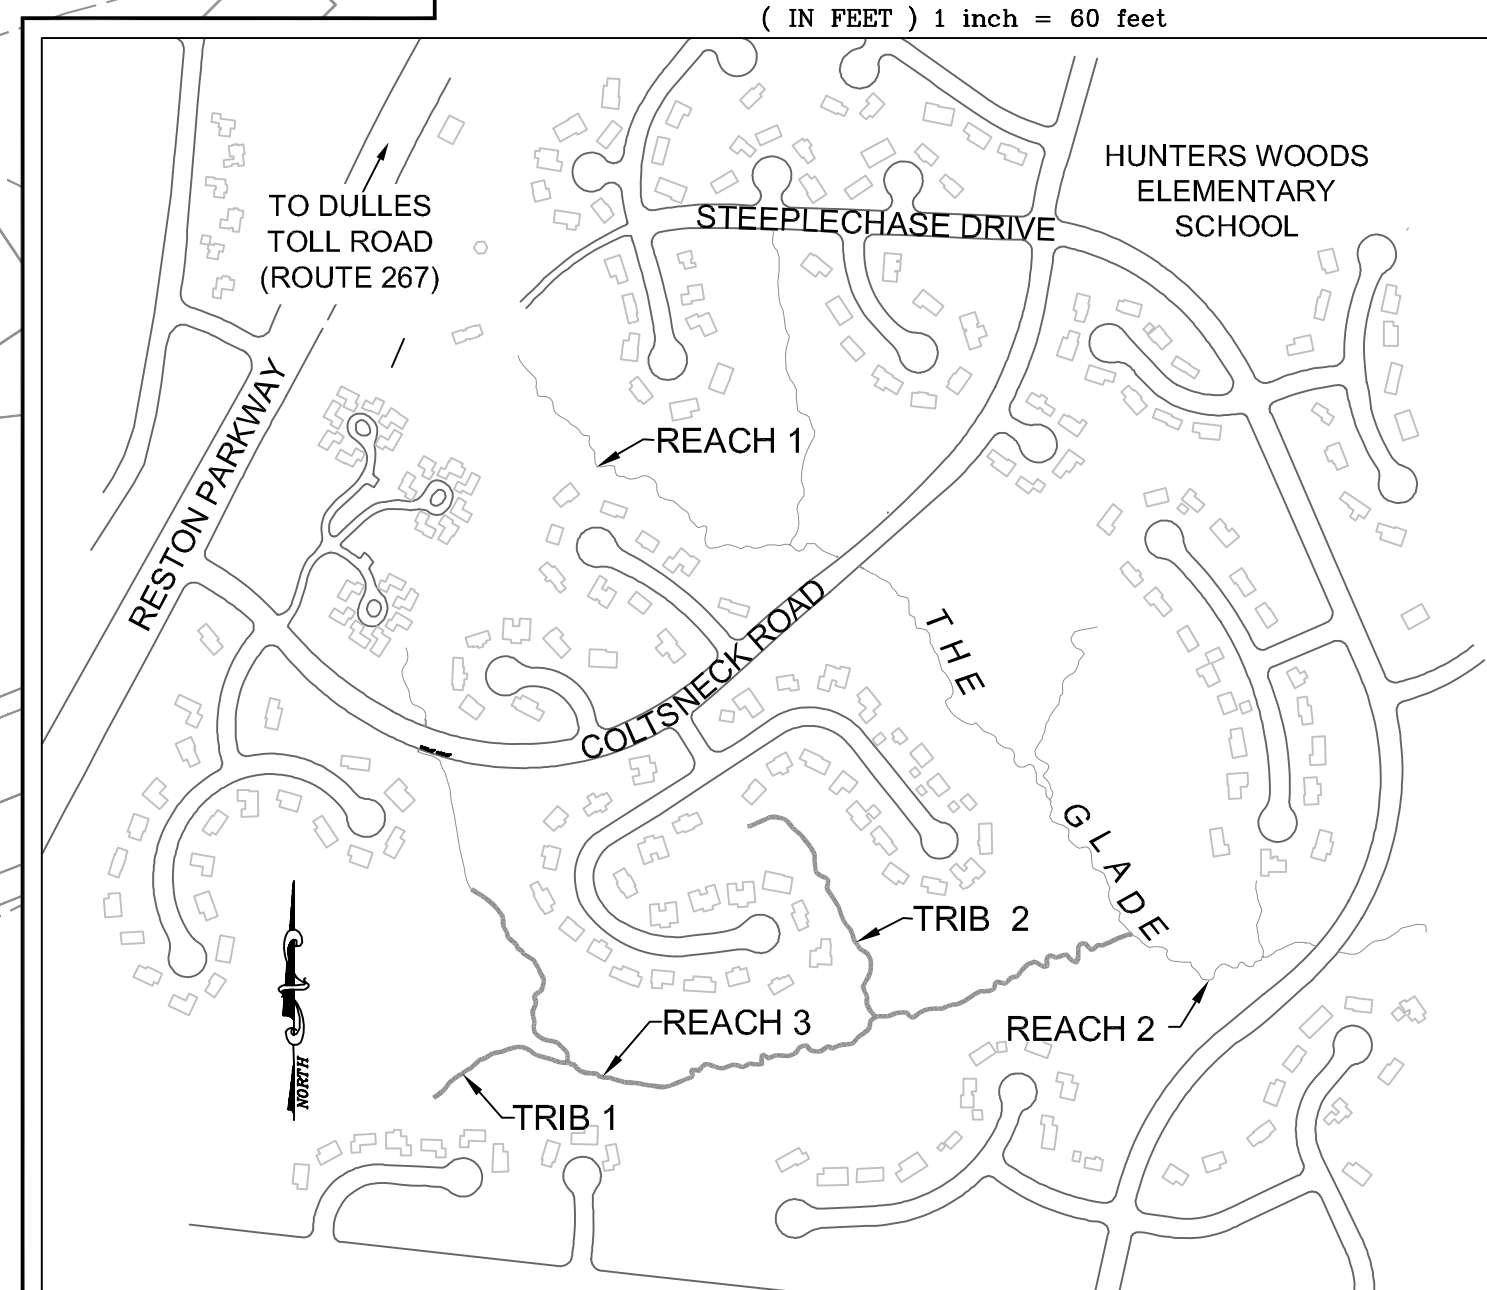 ( IN FEET ) 1 inch = 60 feet
HUNTERS WOODS
ELEMENTARY
SCHOOL
TO DULLES
TOLL ROAD
(ROUTE 267)
STEEPLECHASE DRIVE
RESTON PARKWAY
REACH 1
COLTSNECK ROAD
THE
GLADE
TRIB 2
REACH 3
REACH 2
NORTH
TRIB 1